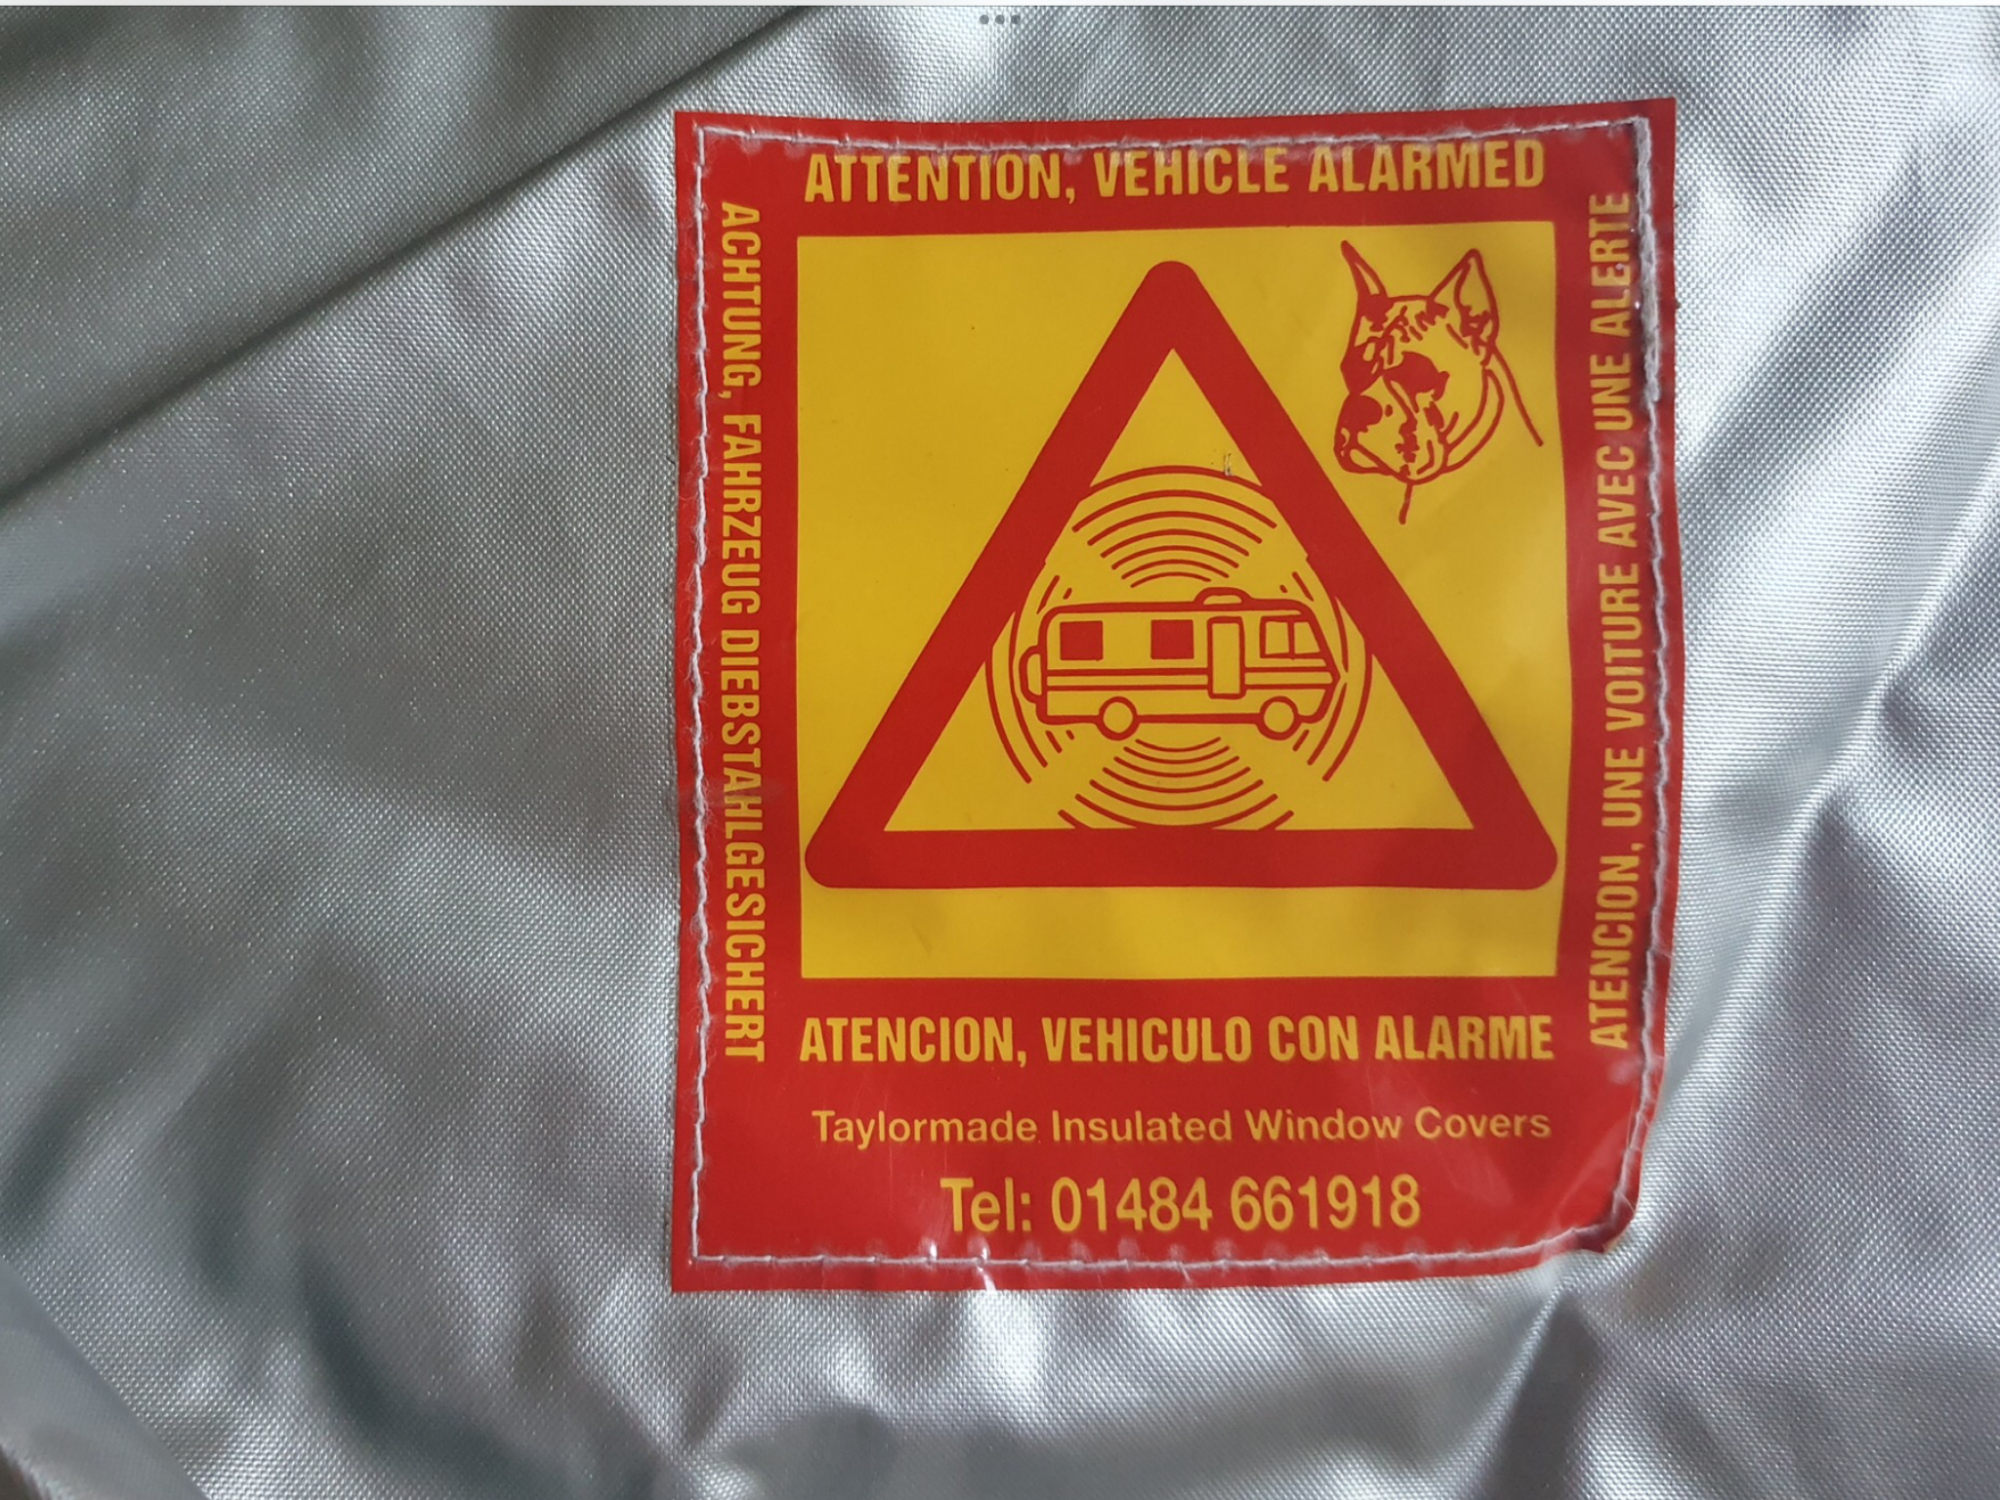 ATTENTION, VEHICLE ALARMED
ACHTUNG, FAHRZEUG DIEBSTAHLGESICHERT
ATENCION, UNE VOITURE AVEC UNE ALERTE
ATENCION, VEHICULO CON ALARME
Taylormade Insulated Window Covers
Tel: 01484 661918